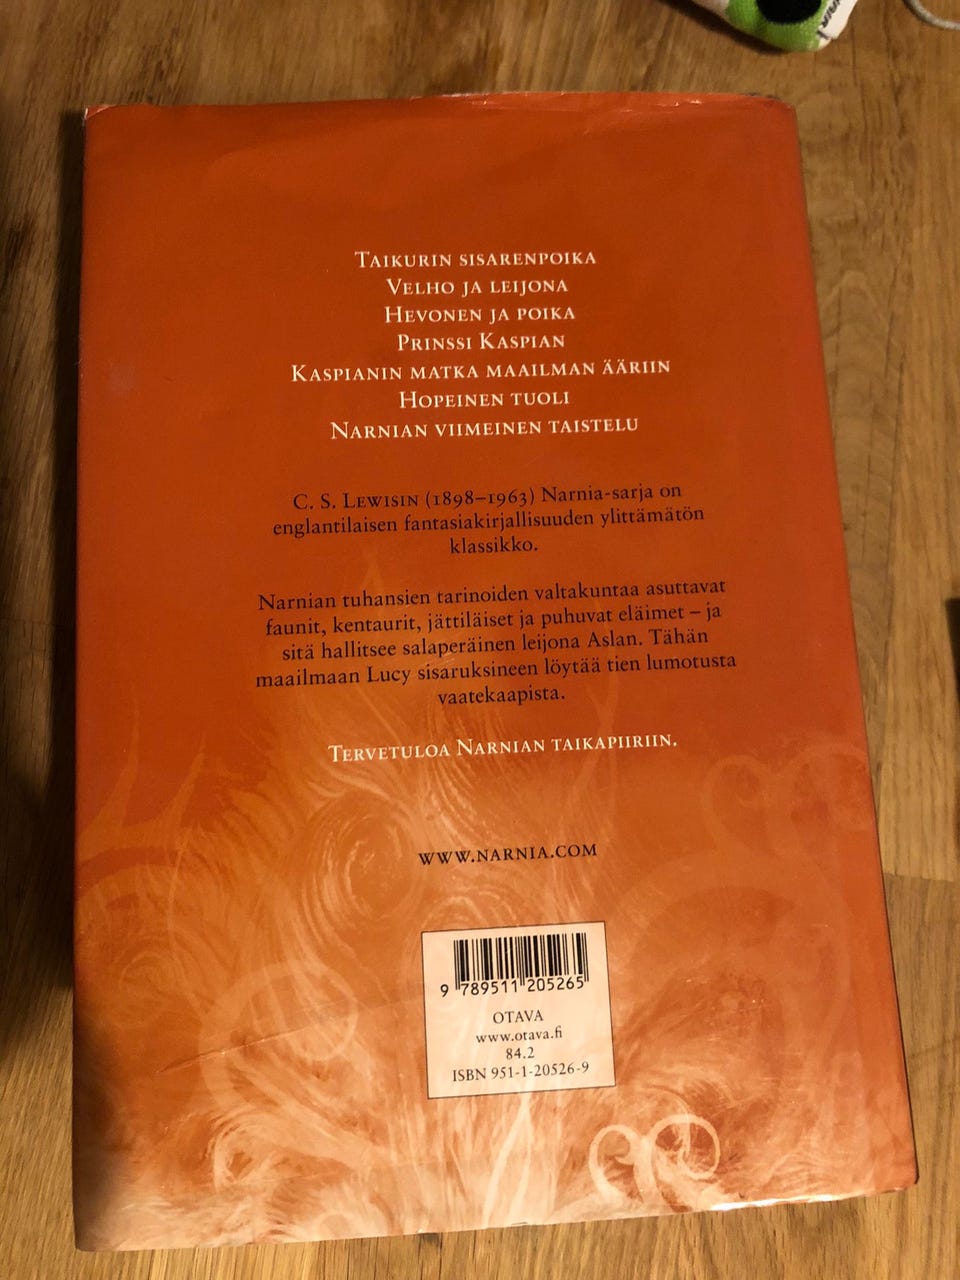 TAIKURIN SISARENPOIKA
VELHO JA LEIJONA
HEVONEN JA POIKA
PRINSSI KASPIAN
KASPIANIN MATKA MAAILMAN ÄÄRIIN
HOPEINEN TUOLI
NARNIAN VIIMEINEN TAISTELU
C. S. LEWISIN (1898–1963) Narnia-sarja on
englantilaisen fantasiakirjallisuuden ylittämätön
klassikko.
Narnian tuhansien tarinoiden valtakuntaa asuttavat
faunit, kentaurit, jättiläiset ja puhuvat eläimet – ja
sitä hallitsee salaperäinen leijona Aslan. Tähän
maailmaan Lucy sisaruksineen löytää tien lumotusta
vaatekaapista.
TERVETULOA NARNIAN TAIKAPIIRIIN.
WWW.NARNIA.COM
9 789511 205265
OTAVA
www.otava.fi
84.2
ISBN 951-1-20526-9